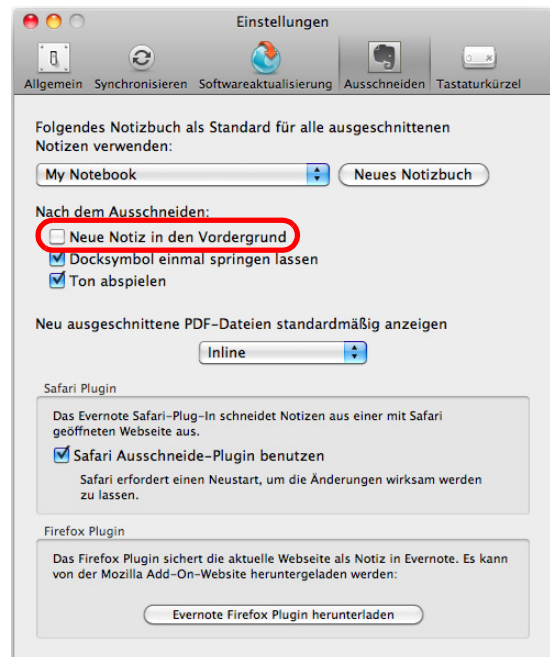 Einstellungen
Allgemein Synchronisieren Softwareaktualisierung Ausschneiden Tastaturkürzel
Folgendes Notizbuch als Standard für alle ausgeschnittenen
Notizen verwenden:
My Notebook Neues Notizbuch
Nach dem Ausschneiden:
Neue Notiz in den Vordergrund
Docksymbol einmal springen lassen
Ton abspielen
Neu ausgeschnittene PDF-Dateien standardmäßig anzeigen
Inline
Safari Plugin
Das Evernote Safari-Plug-In schneidet Notizen aus einer mit Safari
geöffneten Webseite aus.
Safari Ausschneide-Plugin benutzen
Safari erfordert einen Neustart, um die Änderungen wirksam werden
zu lassen.
Firefox Plugin
Das Firefox Plugin sichert die aktuelle Webseite als Notiz in Evernote. Es kann
von der Mozilla Add-On-Website heruntergeladen werden:
Evernote Firefox Plugin herunterladen